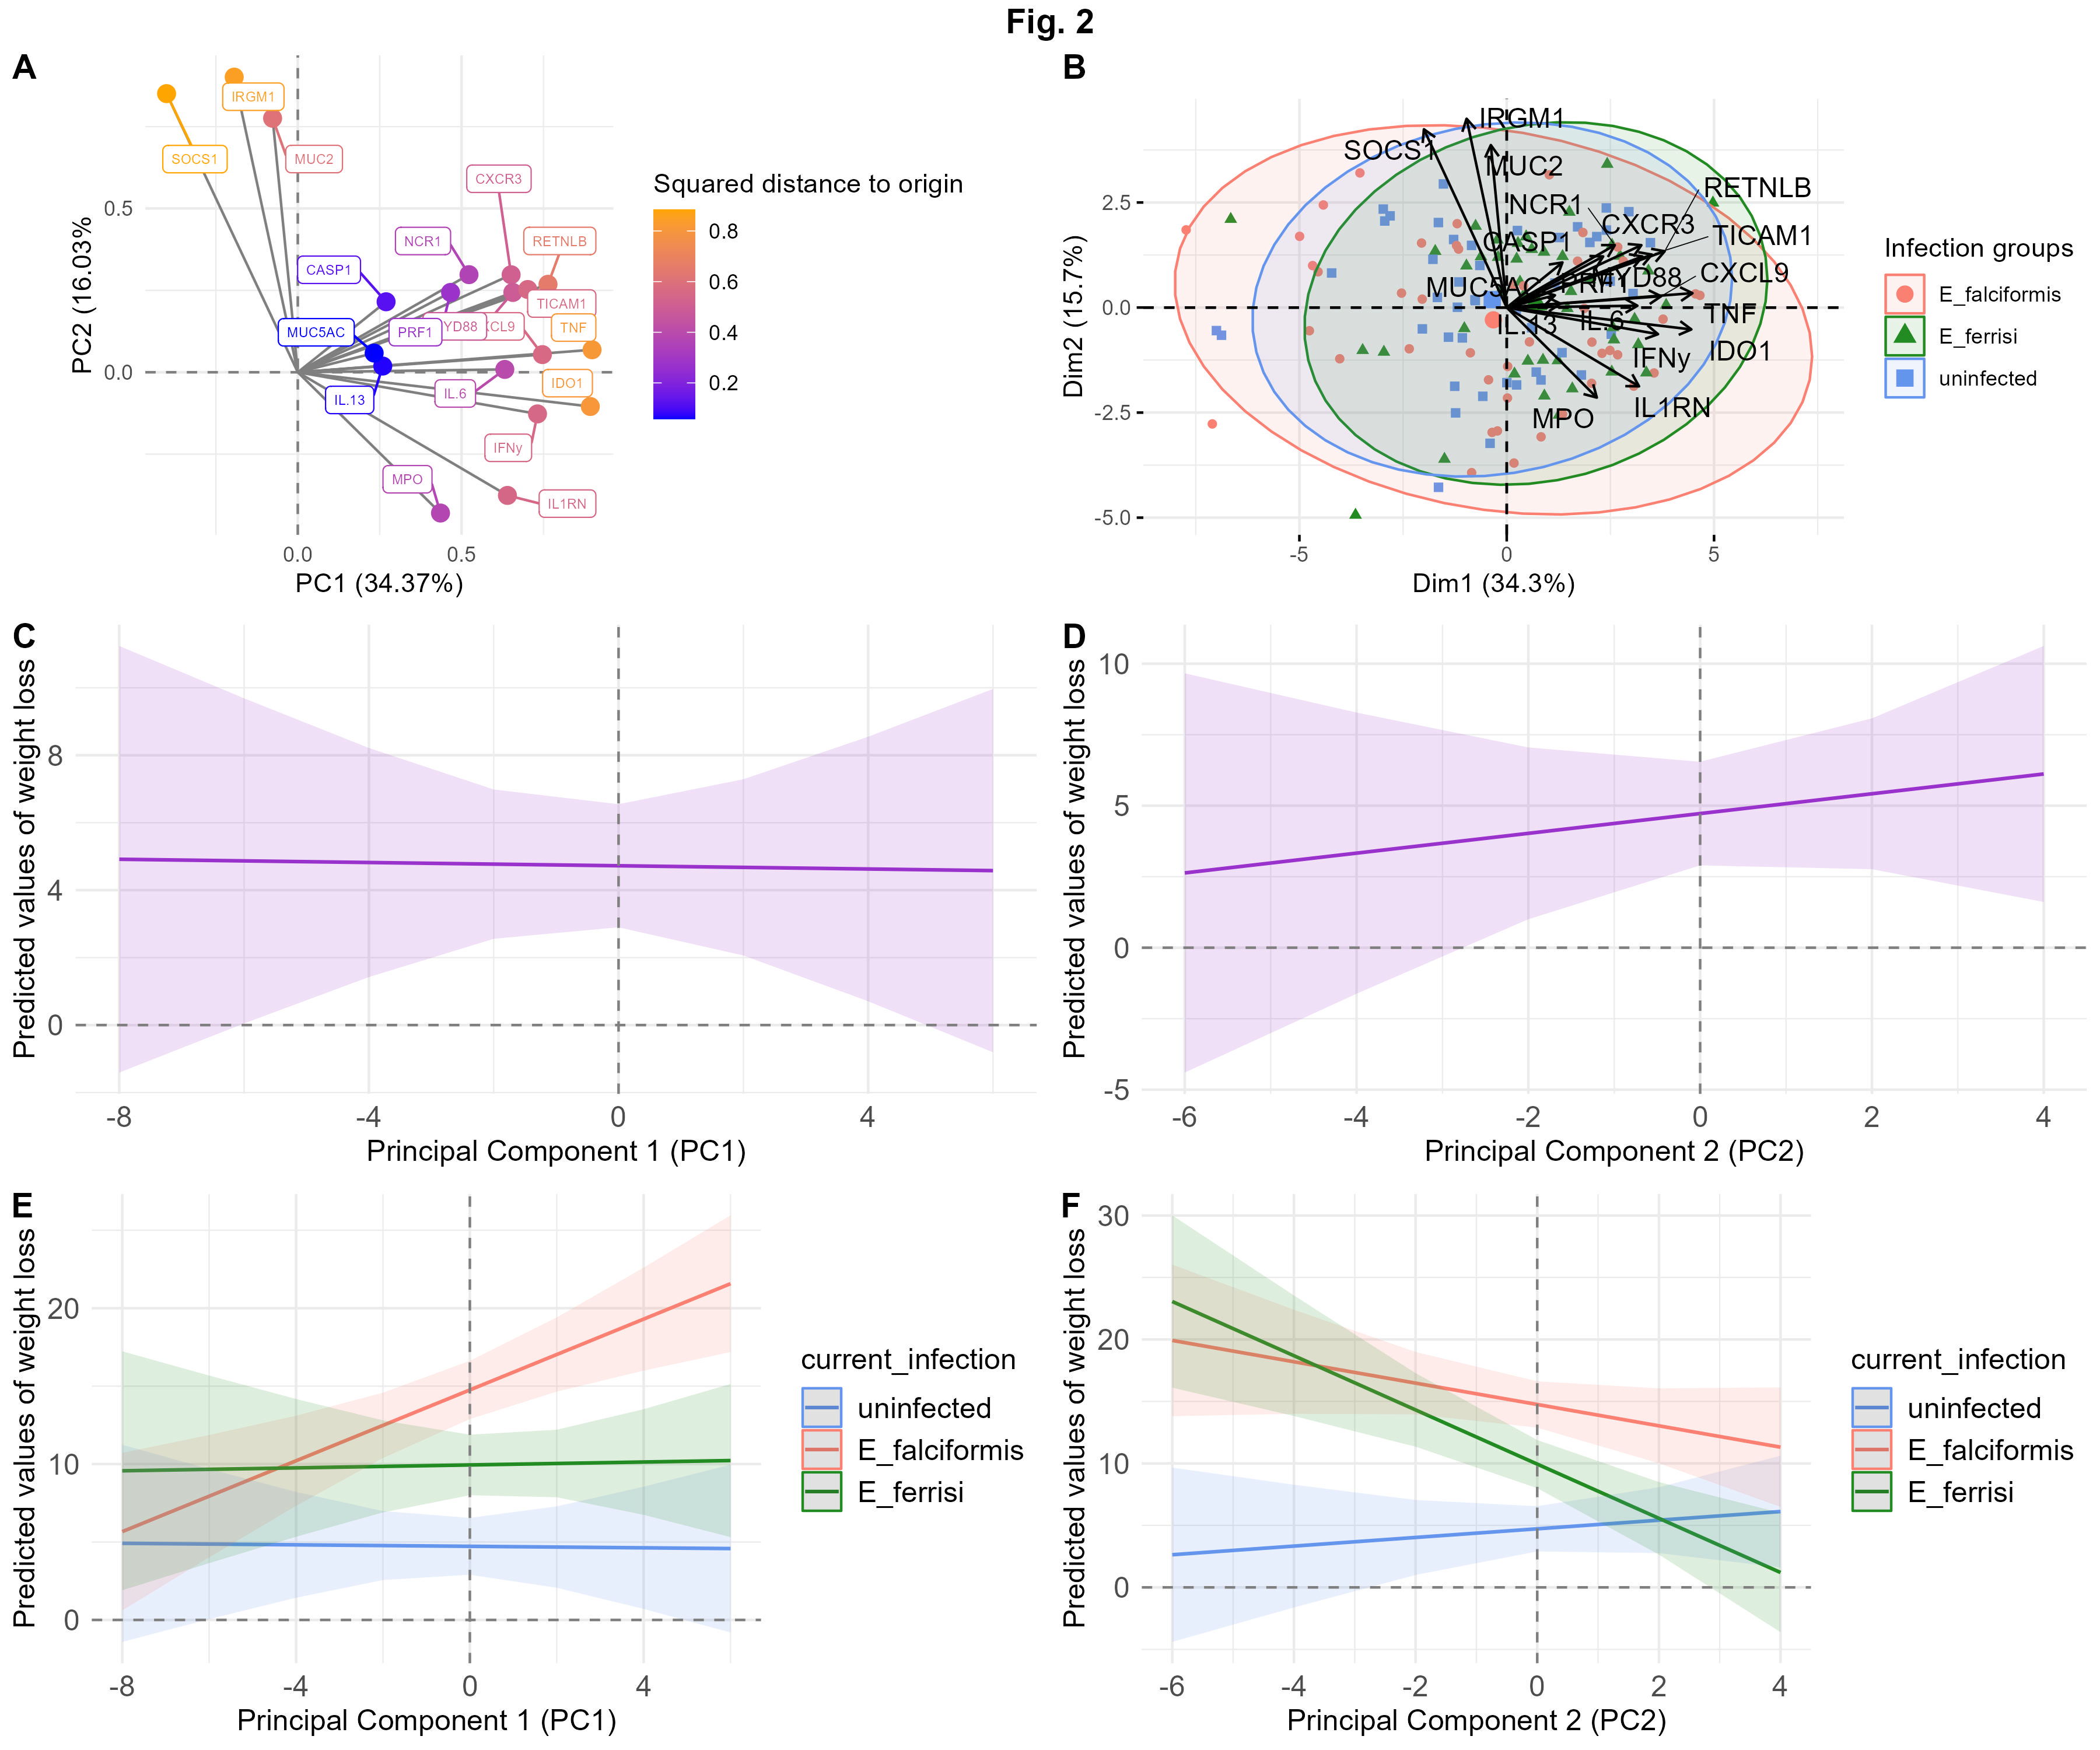 Fig. 2
A
IRGM1
SOCS1
MUC2
CXCR3
NCR1
RETNLB
CASP1
TICAM1
MUC5AC
PRF1
YD88
CL9
TNF
IDO1
IL.13
IL.6
IFNy
MPO
IL1RN
0.5
0.0
PC2 (16.03%
0.0
0.5
PC1 (34.37%)
Squared distance to origin
0.8
0.6
0.4
0.2
B
IRGM1
SOCS1
MUC2
RETNLB
NCR1
CXCR3
TICAM1
CASP1
CXCL9
MYD88
PRF1
MUC5AC
TNF
IL.13
IL.6
IDO1
IFNy
IL1RN
MPO
2.5
0.0
-2.5
-5.0
Dim2 (15.7%)
-5
0
5
Dim1 (34.3%)
Infection groups
E_falciformis
E_ferrisi
uninfected
C
Predicted values of weight loss
8
4
0
-8
-4
0
4
Principal Component 1 (PC1)
D
Predicted values of weight loss
10
5
0
-5
-6
-4
-2
0
2
4
Principal Component 2 (PC2)
E
Predicted values of weight loss
20
10
0
-8
-4
0
4
Principal Component 1 (PC1)
current_infection
uninfected
E_falciformis
E_ferrisi
F
Predicted values of weight loss
30
20
10
0
-6
-4
-2
0
2
4
Principal Component 2 (PC2)
current_infection
uninfected
E_falciformis
E_ferrisi